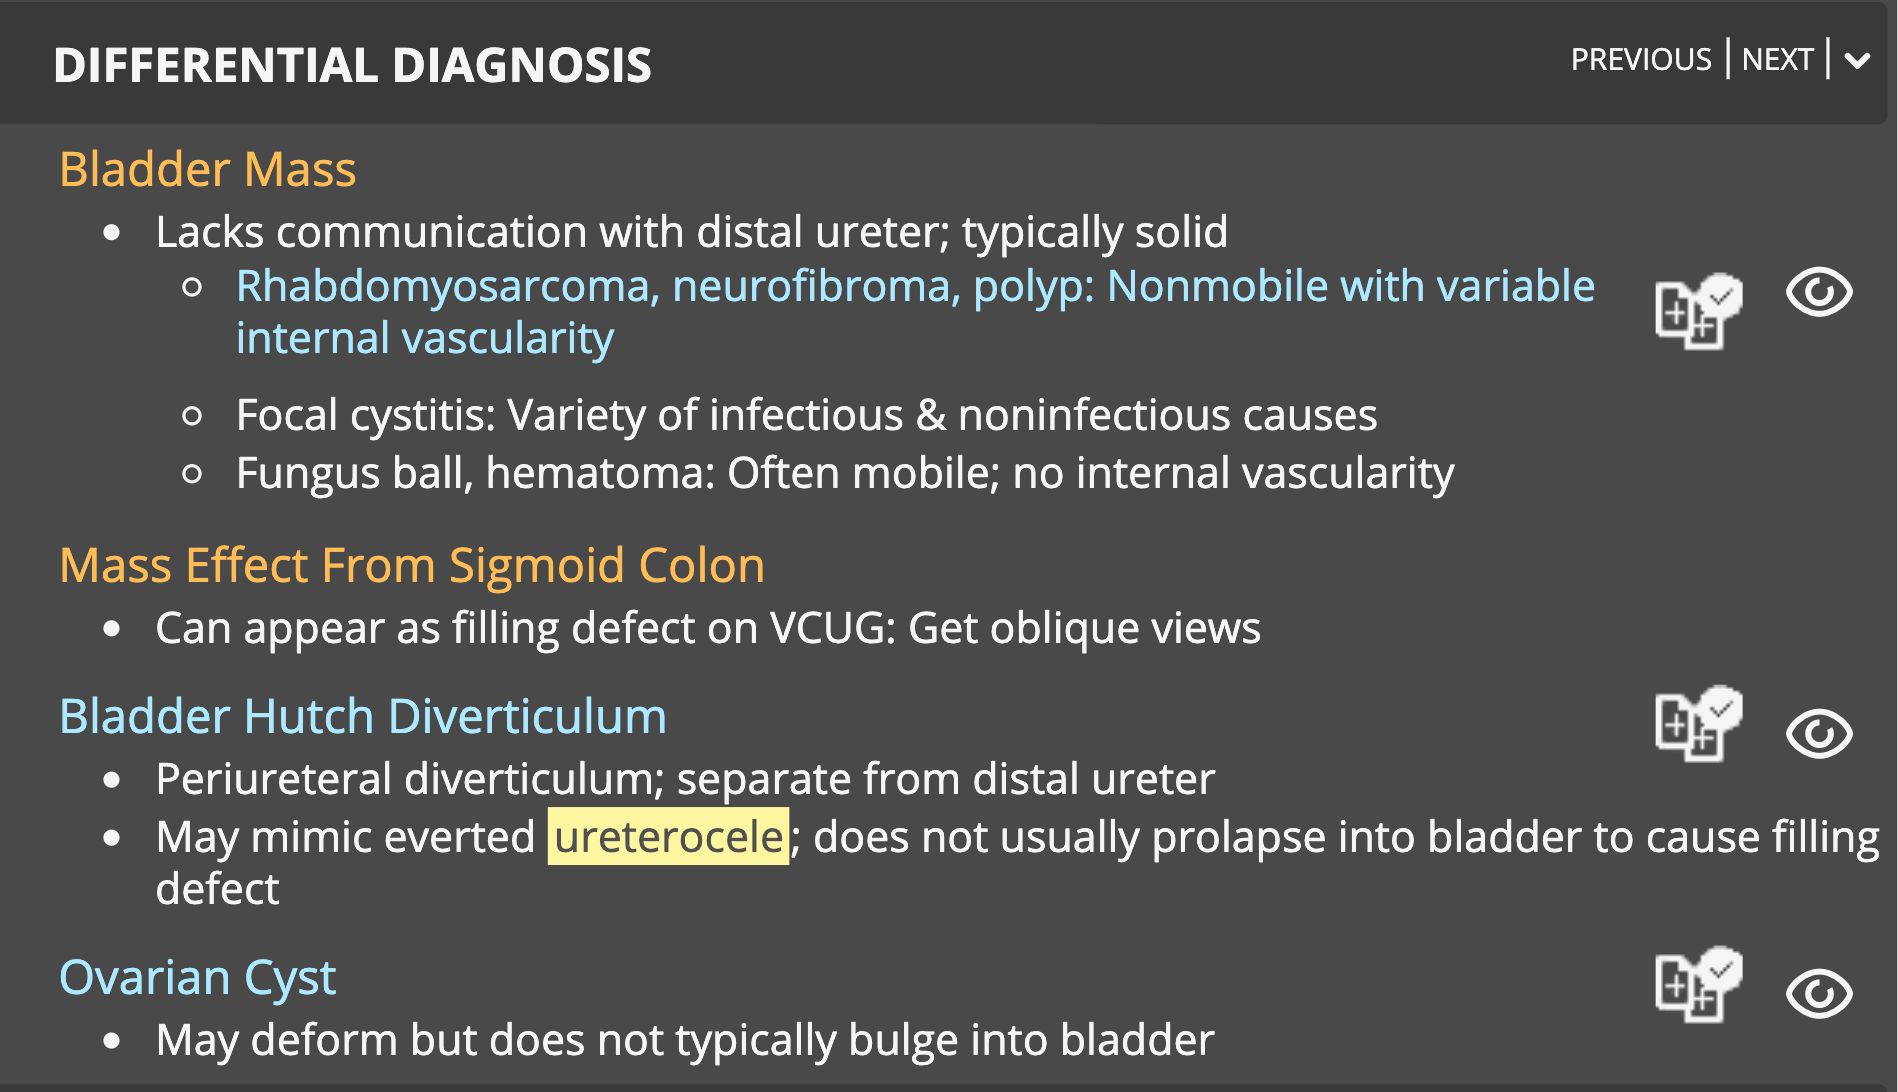 DIFFERENTIAL DIAGNOSIS
PREVIOUS | NEXT |
Bladder Mass
• Lacks communication with distal ureter; typically solid
○ Rhabdomyosarcoma, neurofibroma, polyp: Nonmobile with variable
internal vascularity
○ Focal cystitis: Variety of infectious & noninfectious causes
○ Fungus ball, hematoma: Often mobile; no internal vascularity
Mass Effect From Sigmoid Colon
• Can appear as filling defect on VCUG: Get oblique views
Bladder Hutch Diverticulum
• Periureteral diverticulum; separate from distal ureter
• May mimic everted ureterocele; does not usually prolapse into bladder to cause filling
defect
Ovarian Cyst
• May deform but does not typically bulge into bladder